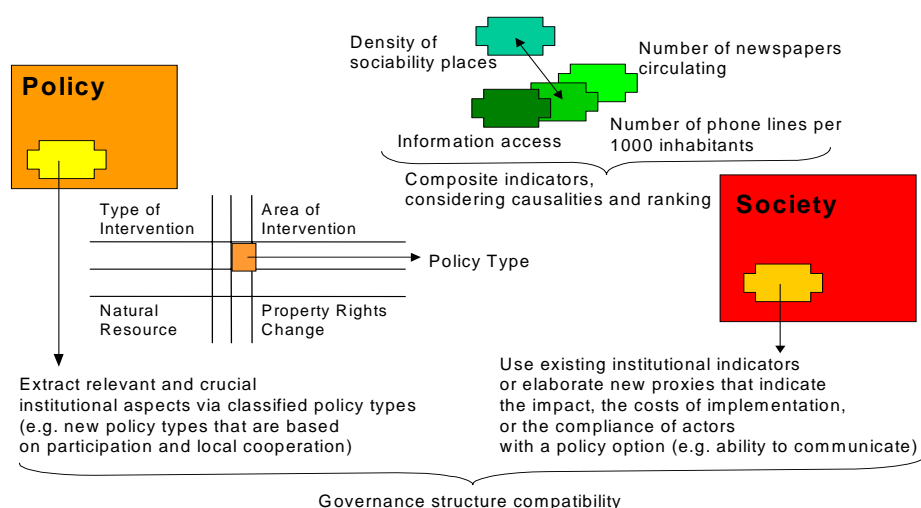 Density of
sociability places
Number of newspapers
circulating
Policy
Information access
Number of phone lines per
1000 inhabitants
Composite indicators,
considering causalities and ranking
Society
Type of
Intervention
Area of
Intervention
Policy Type
Natural
Resource
Property Rights
Change
Extract relevant and crucial
institutional aspects via classified policy types
(e.g. new policy types that are based
on participation and local cooperation)
Use existing institutional indicators
or elaborate new proxies that indicate
the impact, the costs of implementation,
or the compliance of actors
with a policy option (e.g. ability to communicate)
Governance structure compatibility